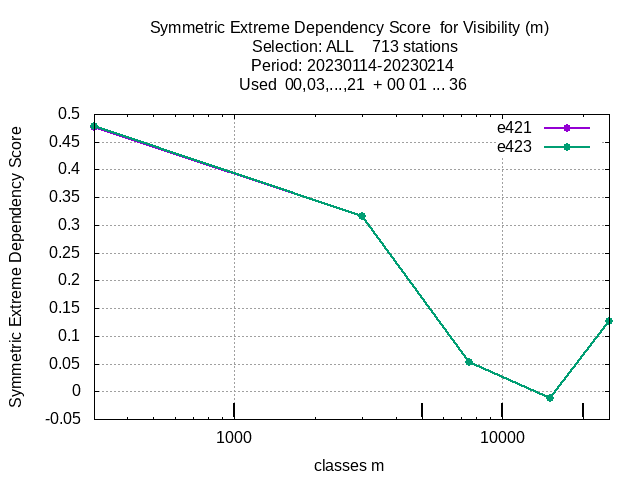 Symmetric Extreme Dependency Score  for Visibility (m)
Selection: ALL    713 stations
Period: 20230114-20230214
Used  00,03,...,21  + 00 01 ... 36
0.5
0.45
0.4
0.35
0.3
0.25
0.2
0.15
0.1
0.05
0
-0.05
Symmetric Extreme Dependency Score
e421
e423
1000
10000
classes m